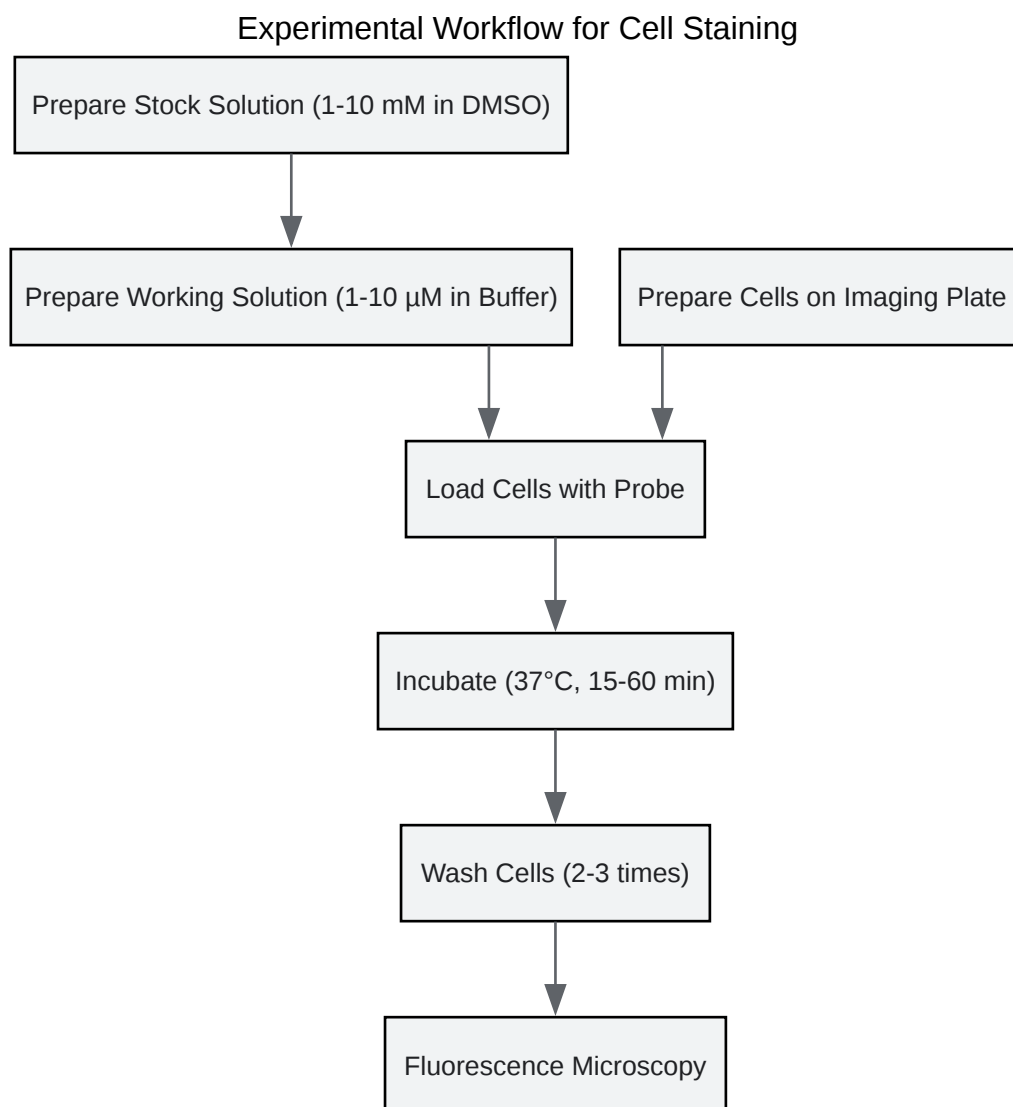 Experimental Workflow for Cell Staining
Prepare Stock Solution (1-10 mM in DMSO)
Prepare Working Solution (1-10 µM in Buffer)
Prepare Cells on Imaging Plate
Load Cells with Probe
Incubate (37°C, 15-60 min)
Wash Cells (2-3 times)
Fluorescence Microscopy